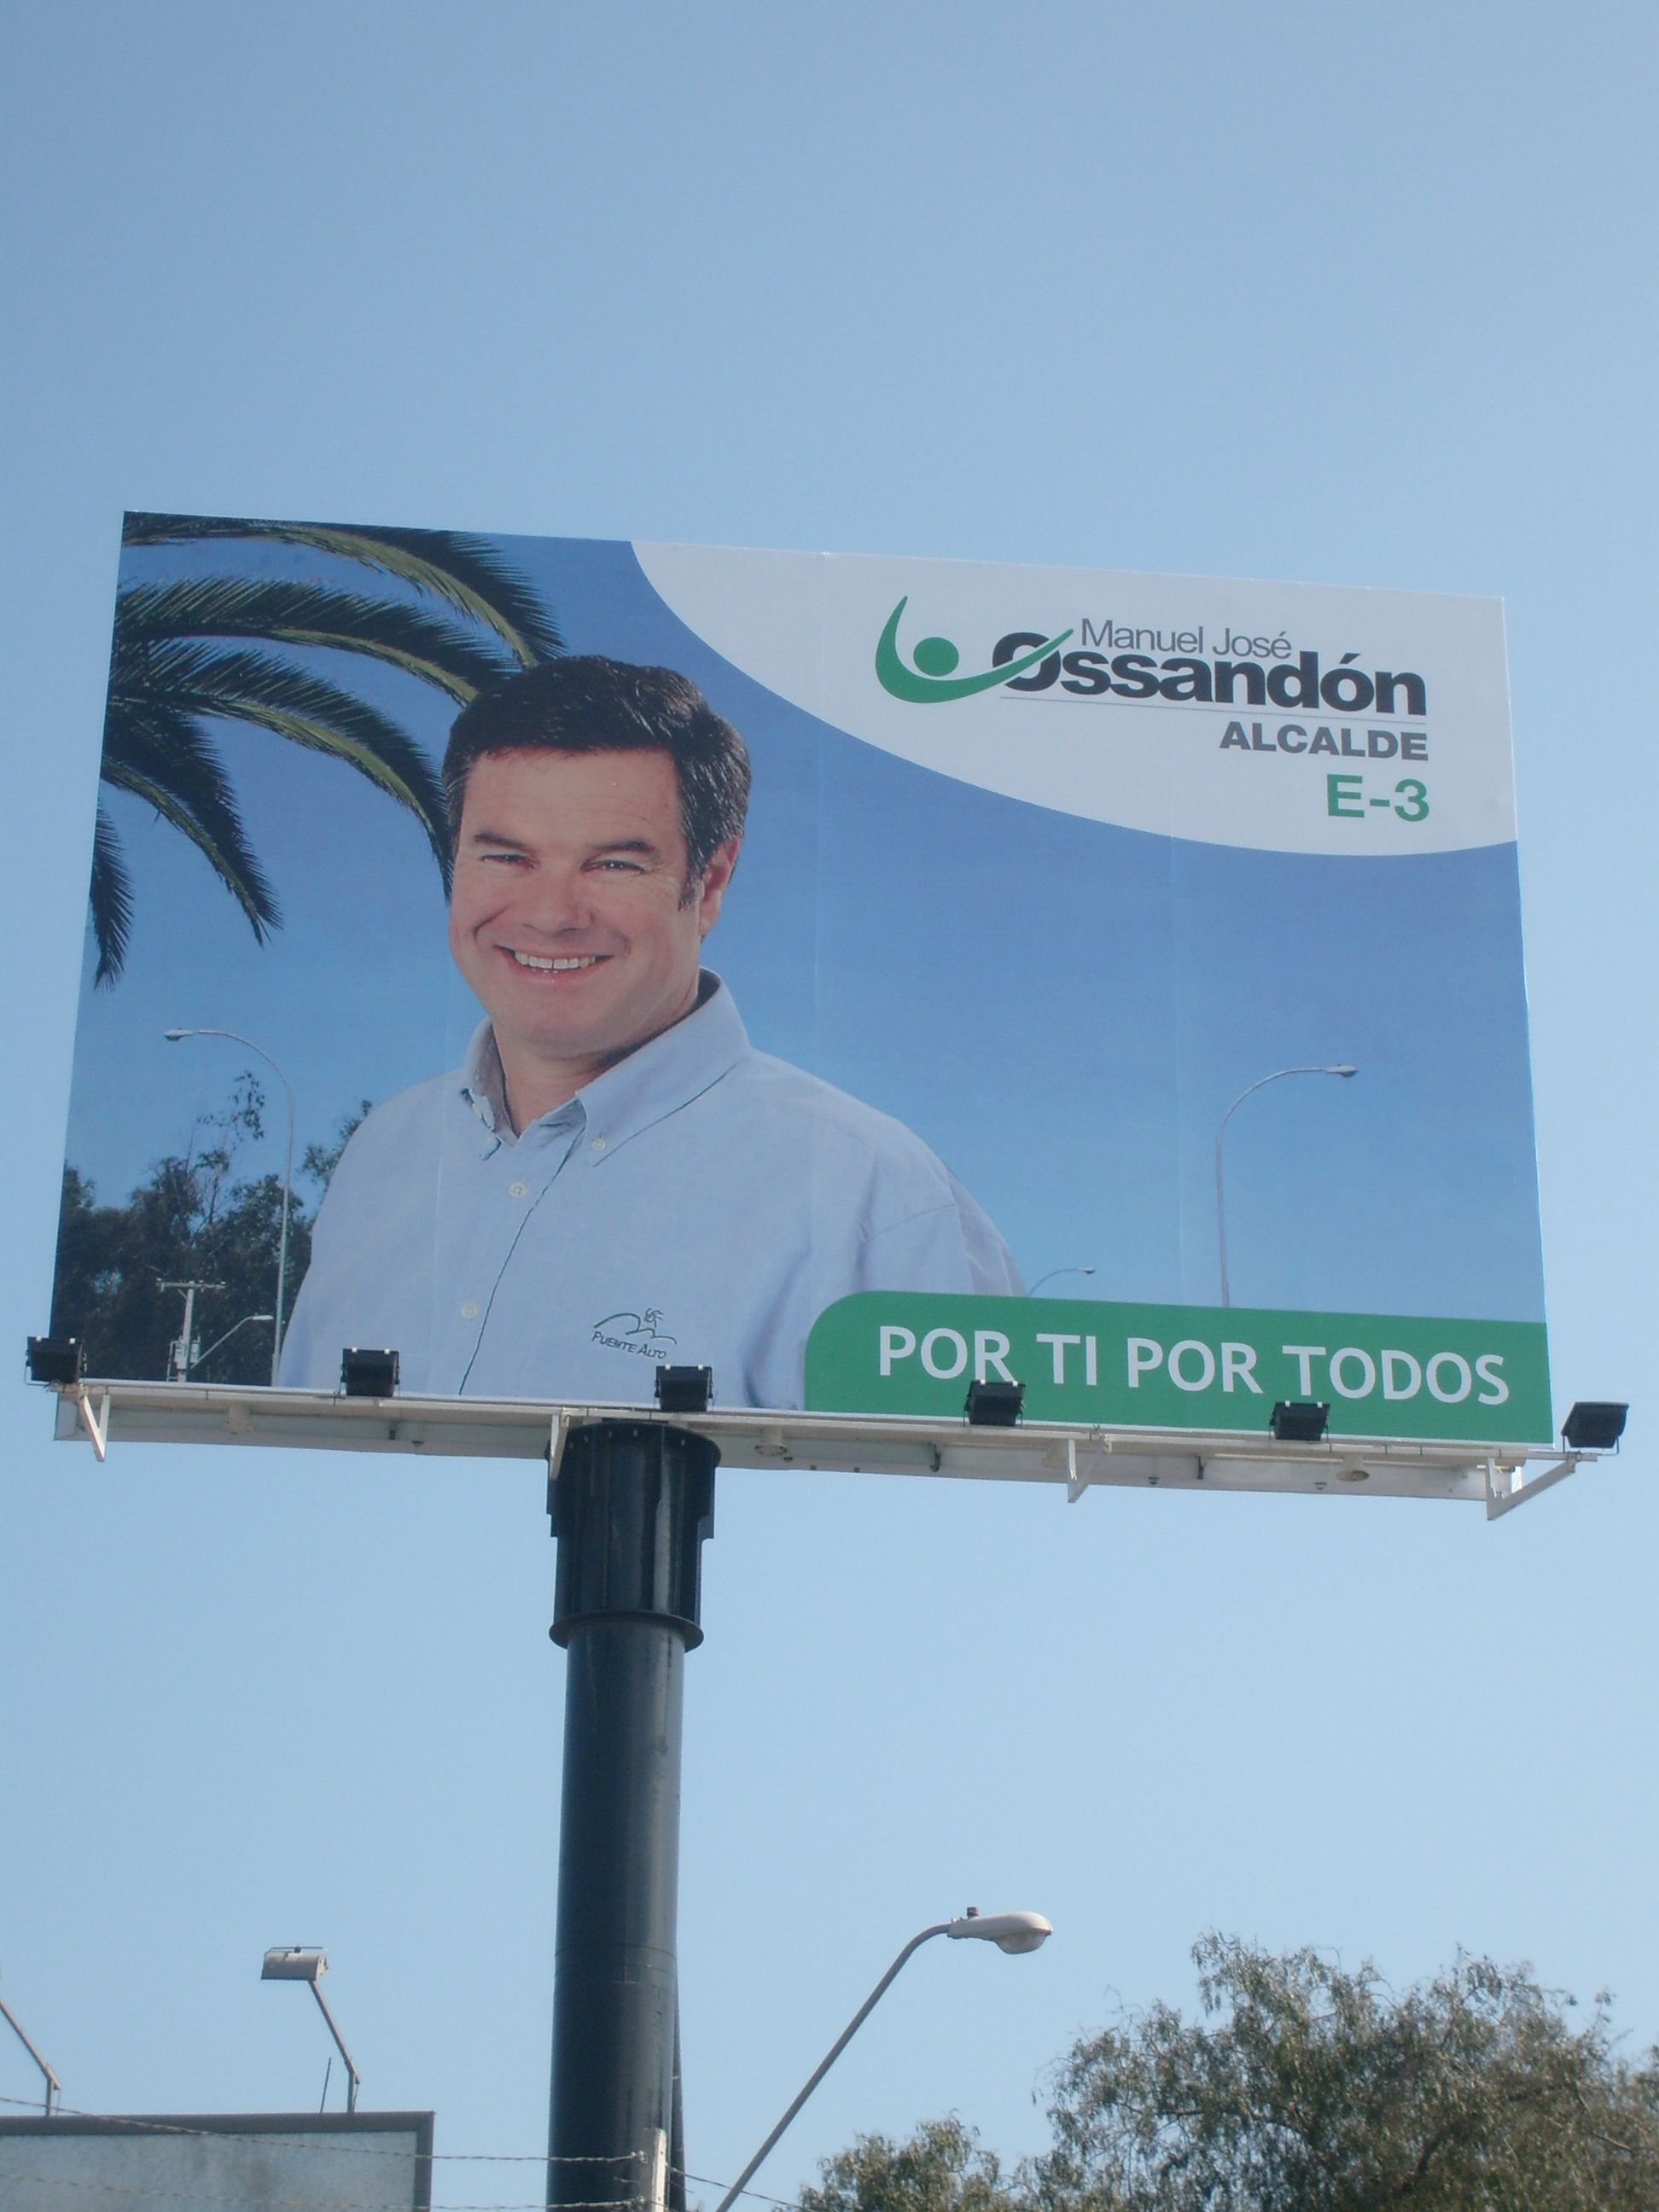 Manuel José
Ossandón
ALCALDE
E-3
PUENTE ALTO
POR TI POR TODOS